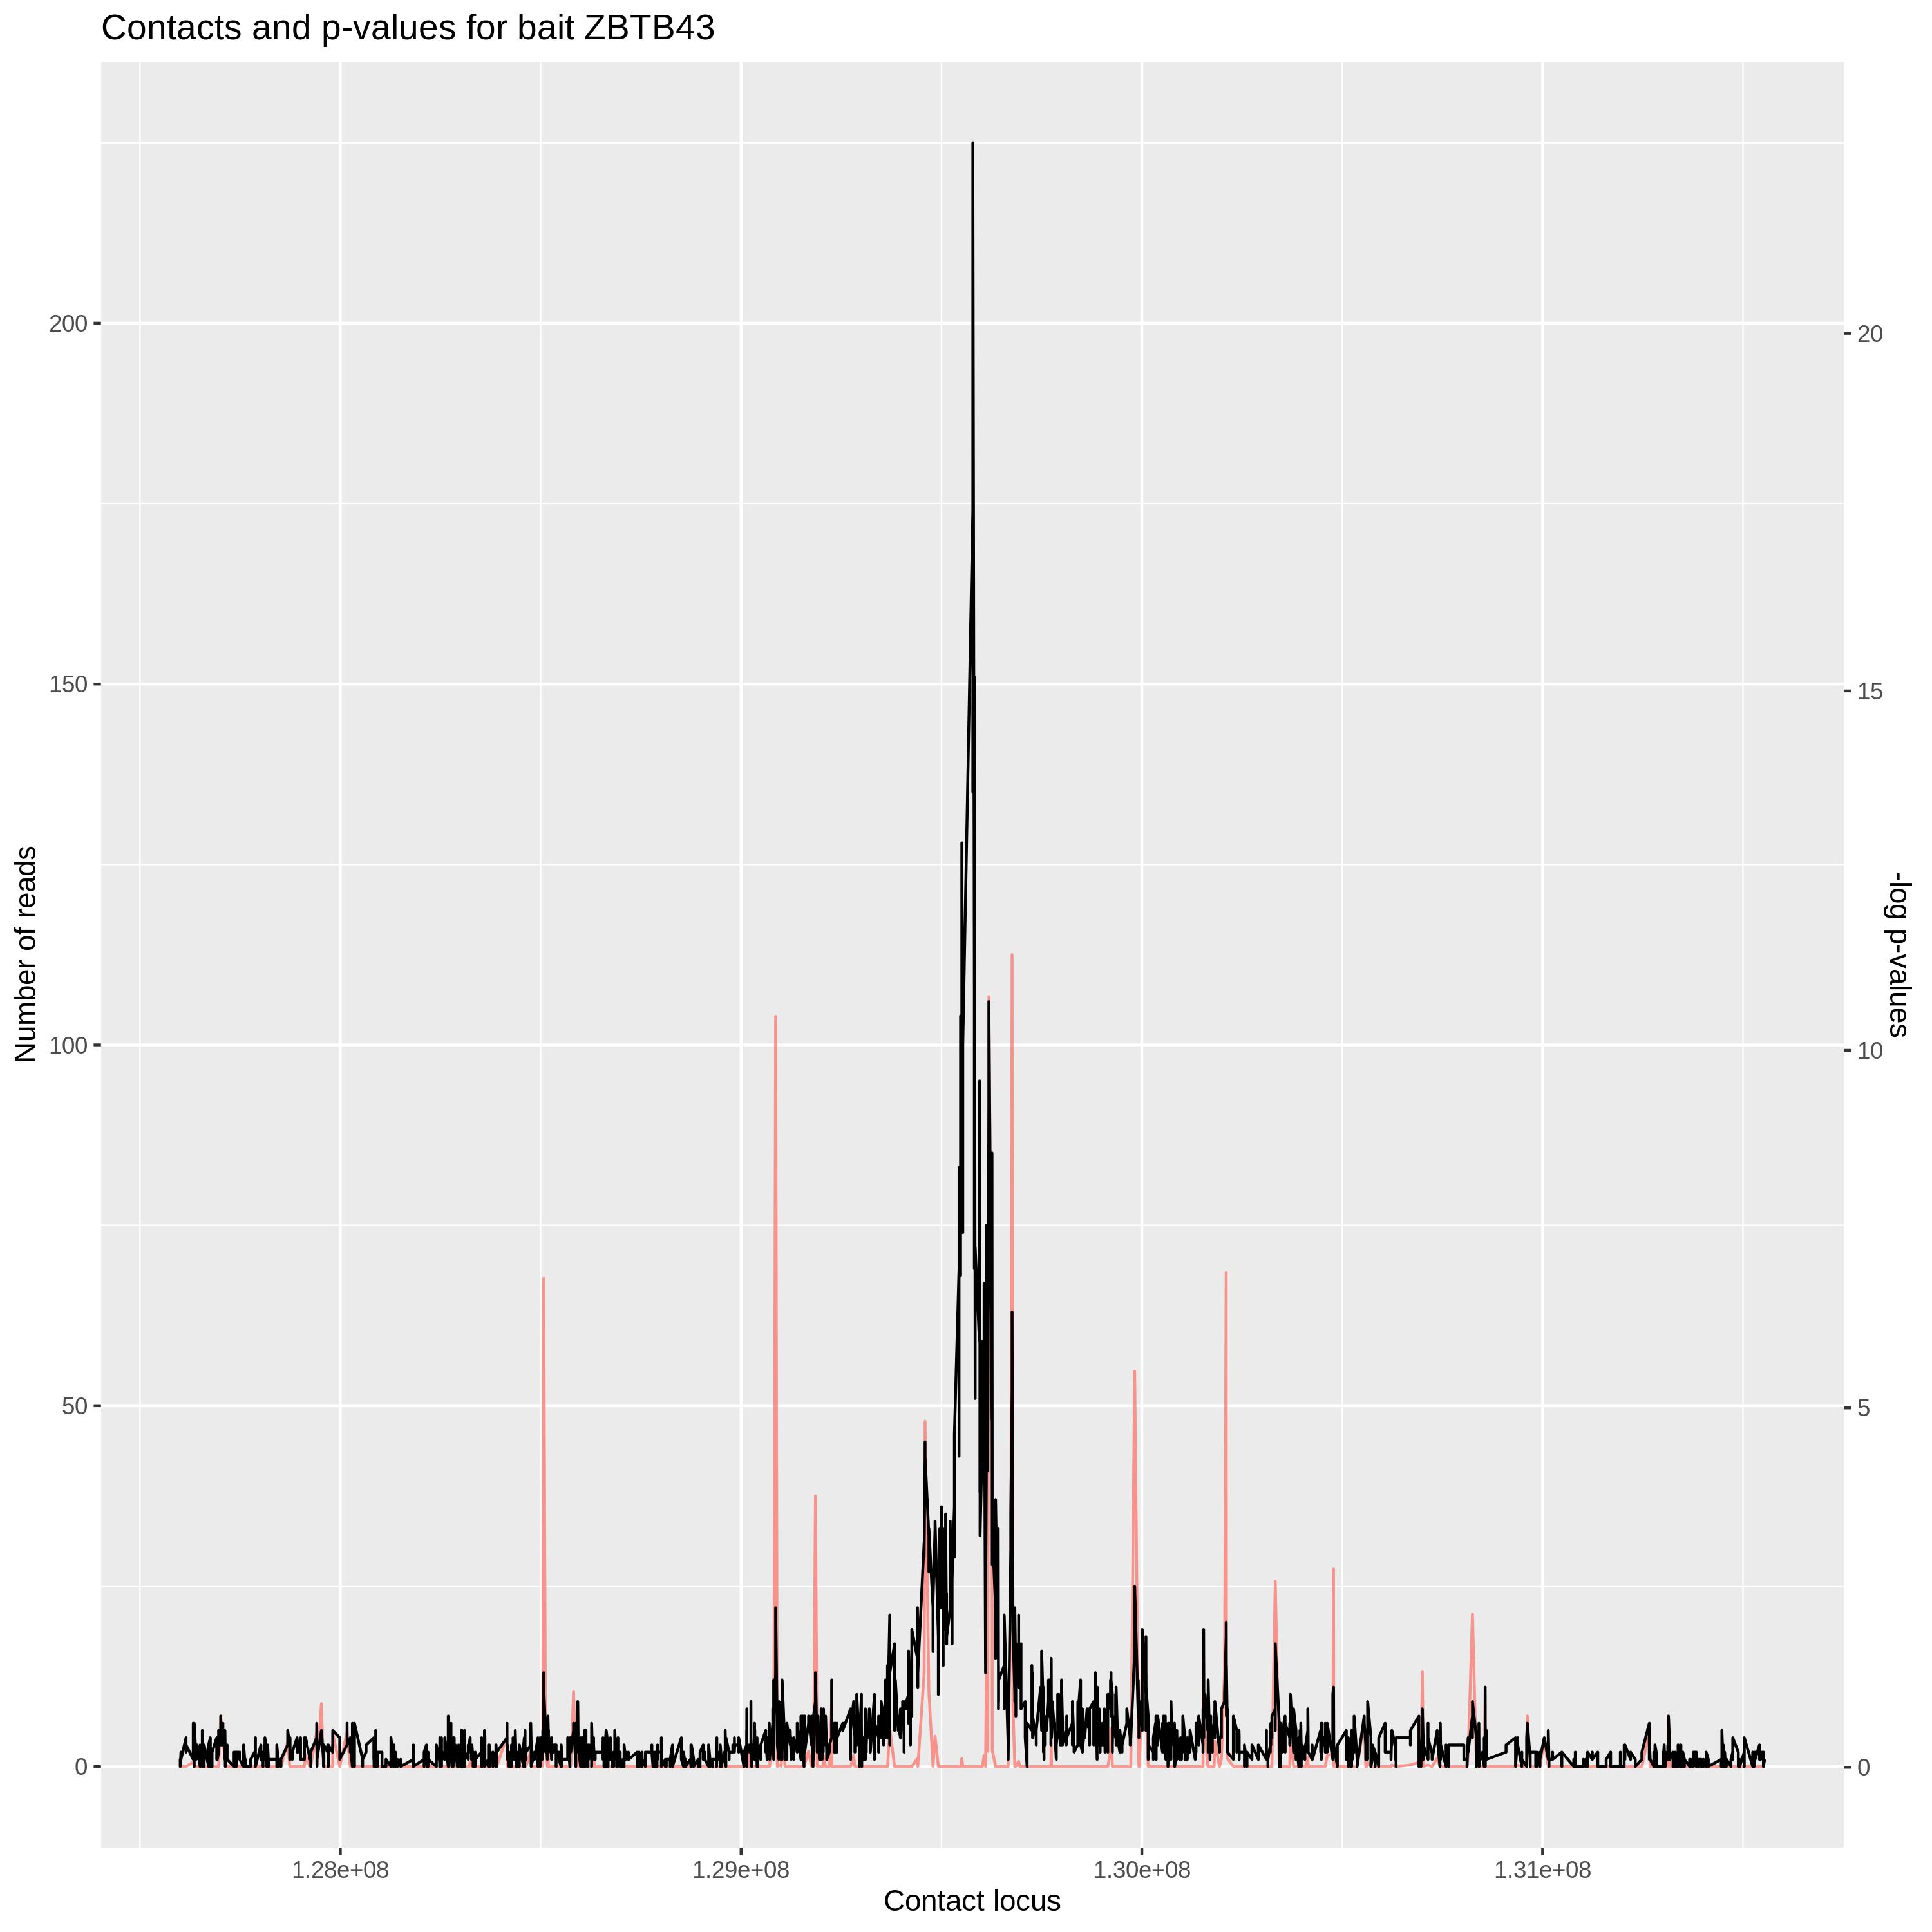 Contacts and p-values for bait ZBTB43
Number of reads
200
150
100
50
0
20
15
10
5
0
-log p-values
1.28e+08
1.29e+08
1.30e+08
1.31e+08
Contact locus